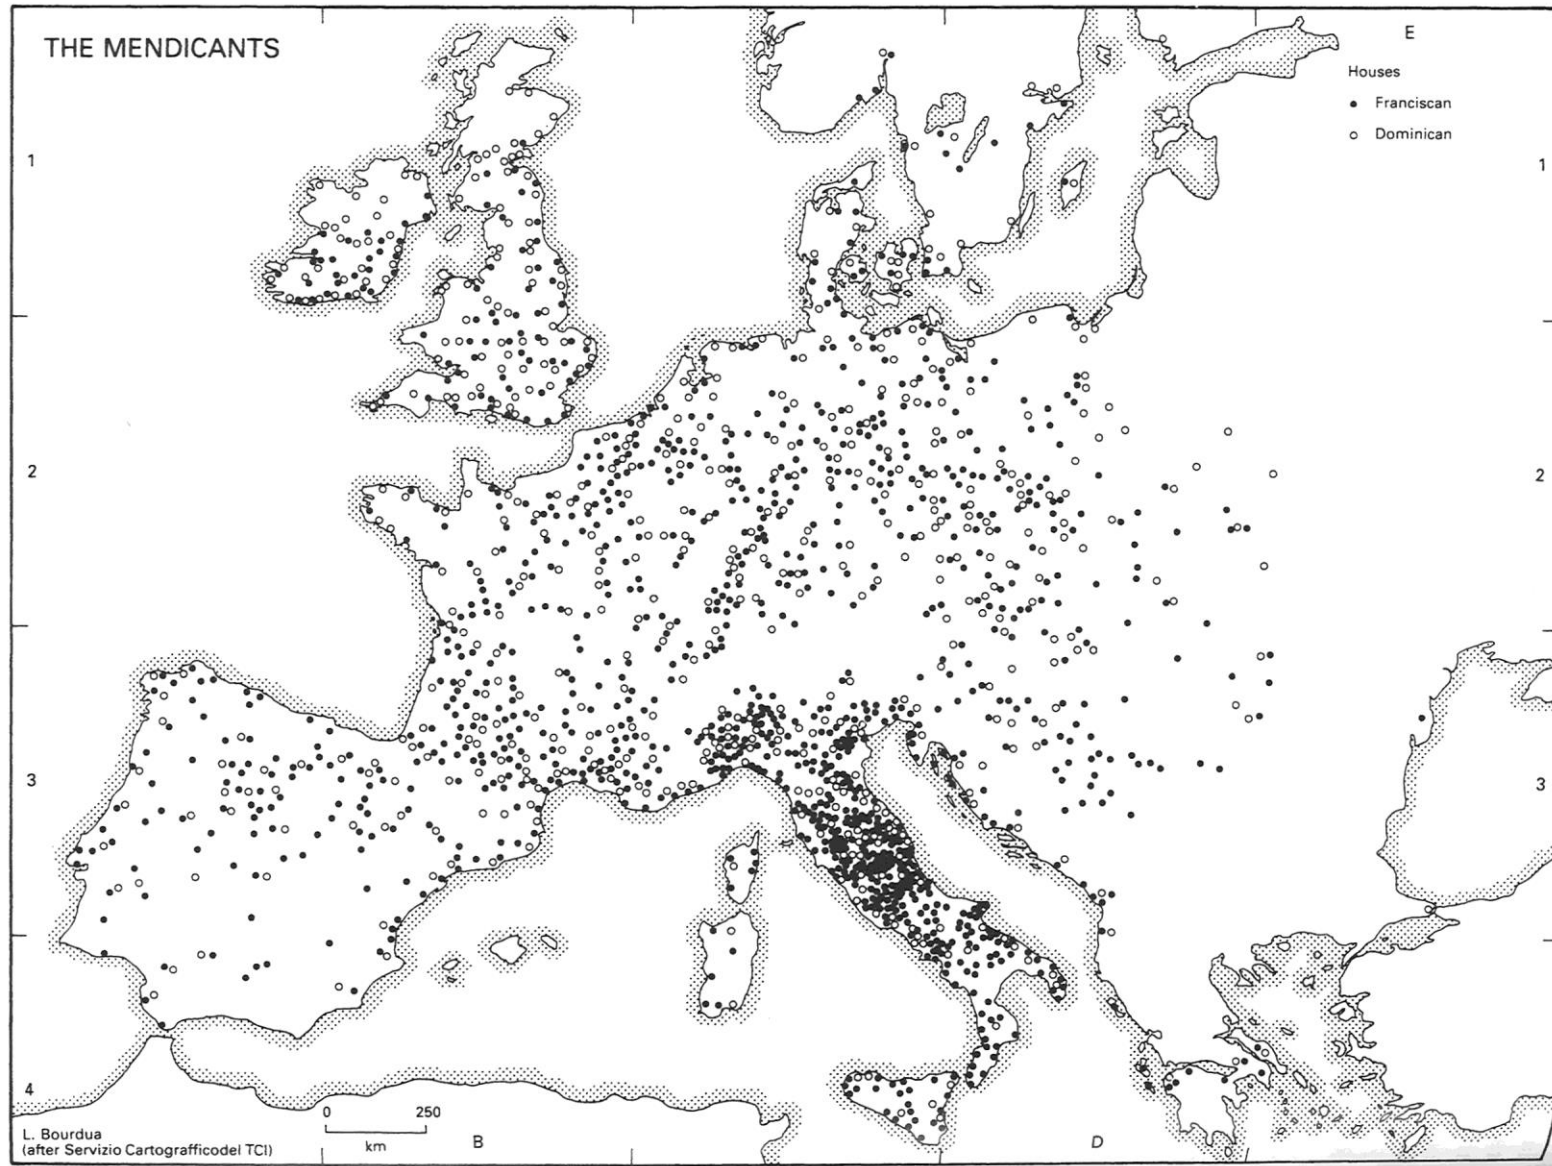 THE MENDICANTS
E
Houses
Franciscan
Dominican
1
1
2
2
3
3
4
0 250
km
B
D
L. Bourdua
(after Servizio Cartografficodel TCI)